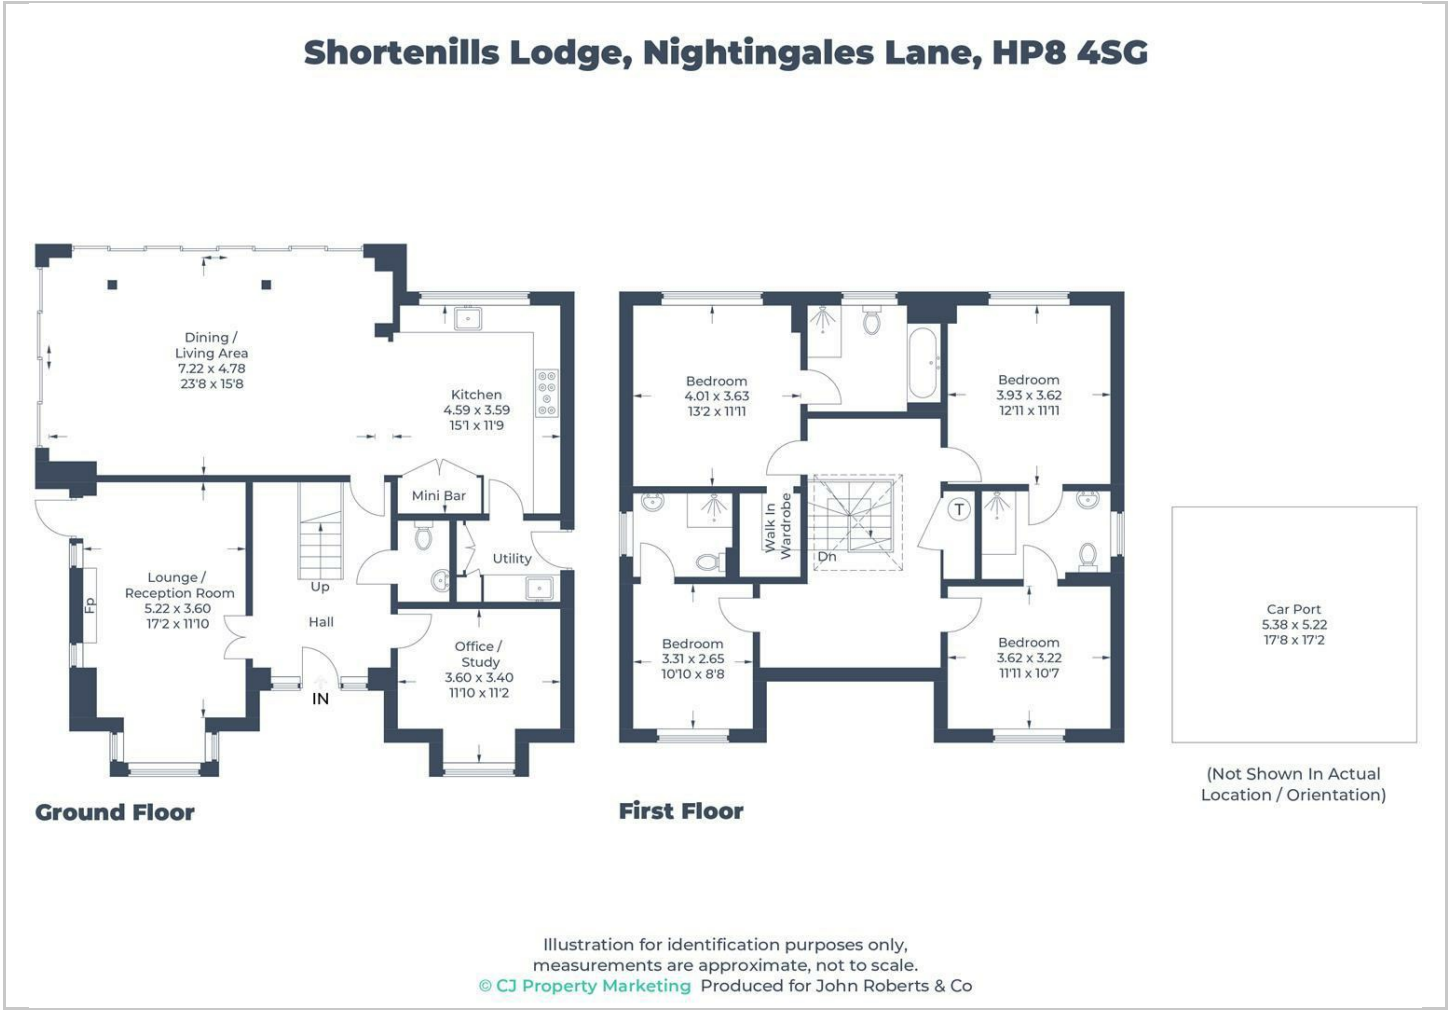 Shortenills Lodge, Nightingales Lane, HP8 4SG
Dining /
Living Area
7.22 x 4.78
23'8 x 15'8
Kitchen
4.59 x 3.59
15'1 x 11'9
Mini Bar
Utility
Lounge /
Reception Room
5.22 x 3.60
17'2 x 11'10
Fp
Up
Hall
IN
Office /
Study
3.60 x 3.40
11'10 x 11'2
Ground Floor
Bedroom
4.01 x 3.63
13'2 x 11'11
Bedroom
3.93 x 3.62
12'11 x 11'11
Walk In
Wardrobe
Dn
T
Bedroom
3.31 x 2.65
10'10 x 8'8
Bedroom
3.62 x 3.22
11'11 x 10'7
First Floor
Car Port
5.38 x 5.22
17'8 x 17'2
(Not Shown In Actual
Location / Orientation)
Illustration for identification purposes only,
measurements are approximate, not to scale.
© CJ Property Marketing Produced for John Roberts & Co